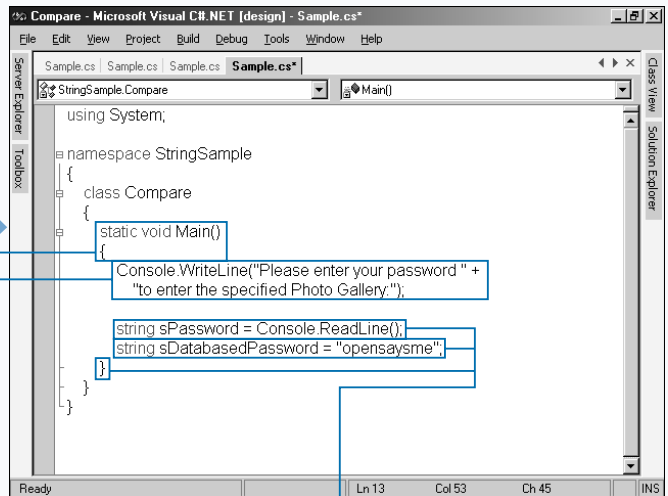 Compare - Microsoft Visual C#.NET [design] - Sample.cs*
File Edit View Project Build Debug Tools Window Help
Sample.cs Sample.cs Sample.cs Sample.cs*
StringSample.Compare Main()
Server Explorer
Toolbox
Class View
Solution Explorer
using System;
namespace StringSample
{
class Compare
{
static void Main()
{
Console.WriteLine("Please enter your password " +
"to enter the specified Photo Gallery:");
string sPassword = Console.ReadLine();
string sDatabasedPassword = "opensaysme";
}
}
}
Ready Ln 13 Col 53 Ch 45 INS